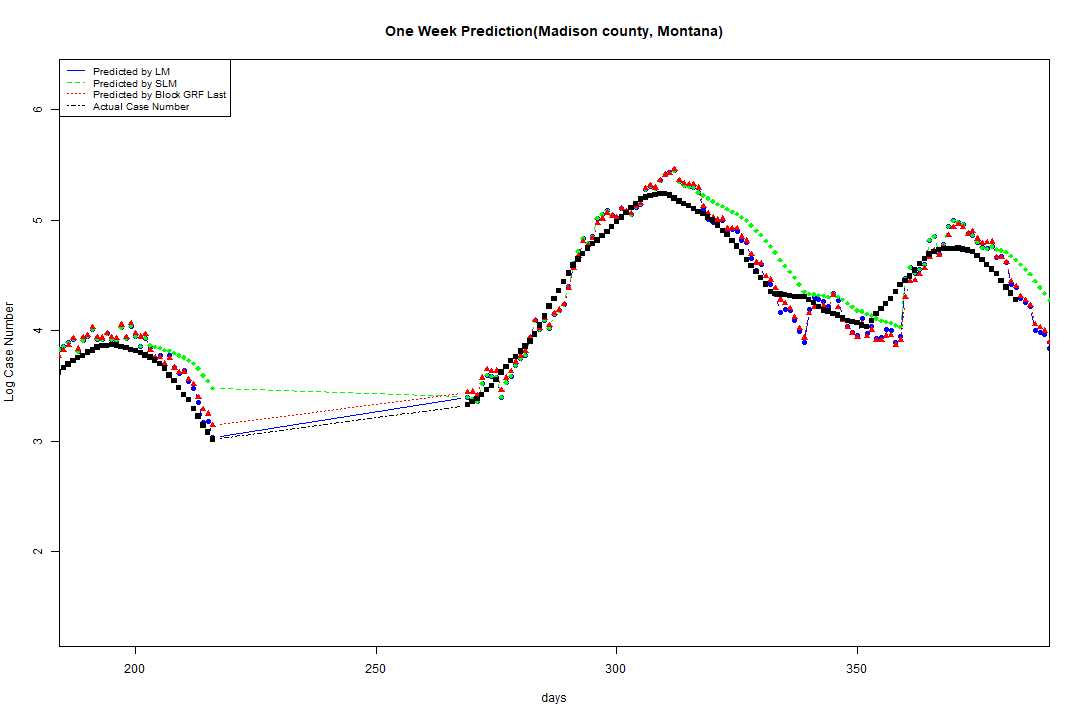 One Week Prediction(Madison county, Montana)
Predicted by LM
Predicted by SLM
Predicted by Block GRF Last
Actual Case Number
6
5
4
3
2
Log Case Number
200 250 300 350
days